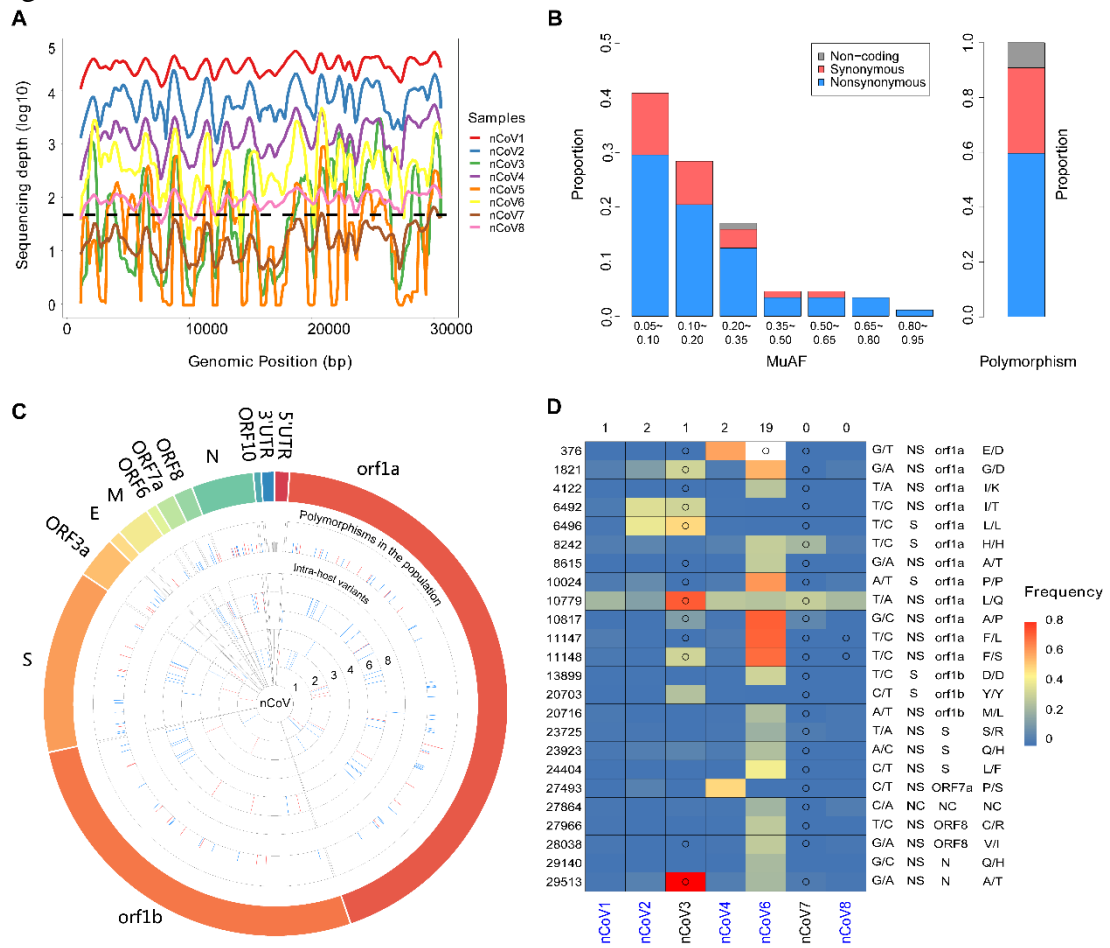 A
Sequencing depth (log10)
5
4
3
2
1
0
0
10000
20000
30000
Genomic Position (bp)
Samples
nCoV1
nCoV2
nCoV3
nCoV4
nCoV5
nCoV6
nCoV7
nCoV8
B
Proportion
0.5
0.4
0.3
0.2
0.1
0.0
Non-coding
Synonymous
Nonsynonymous
0.05~ 0.10~ 0.20~ 0.35~ 0.50~ 0.65~ 0.80~
0.10 0.20 0.35 0.50 0.65 0.80 0.95
MuAF
1.0
0.8
0.6
0.4
0.2
0.0
Proportion
Polymorphism
C
5'UTR
3'UTR
ORF10
N
ORF8
ORF7a
ORF6
M
E
ORF3a
S
orf1b
orf1a
Polymorphisms in the population
Intra-host variants
nCoV
1 2 3 4 6 8
D
1 2 1 2 19 0 0
376 G/T NS orf1a E/D
1821 G/A NS orf1a G/D
4122 T/A NS orf1a I/K
6492 T/C NS orf1a I/T
6496 T/C S orf1a L/L
8242 T/C S orf1a H/H
8615 G/A NS orf1a A/T
10024 A/T S orf1a P/P
10779 T/A NS orf1a L/Q
10817 G/C NS orf1a A/P
11147 T/C NS orf1a F/L
11148 T/C NS orf1a F/S
13899 T/C S orf1b D/D
20703 C/T S orf1b Y/Y
20716 A/T NS orf1b M/L
23725 T/A NS S S/R
23923 A/C NS S Q/H
24404 C/T NS S L/F
27493 C/T NS ORF7a P/S
27864 C/A NC NC NC
27966 T/C NS ORF8 C/R
28038 G/A NS ORF8 V/I
29140 G/C NS N Q/H
29513 G/A NS N A/T
nCoV1 nCoV2 nCoV3 nCoV4 nCoV6 nCoV7 nCoV8
Frequency
0.8
0.6
0.4
0.2
0